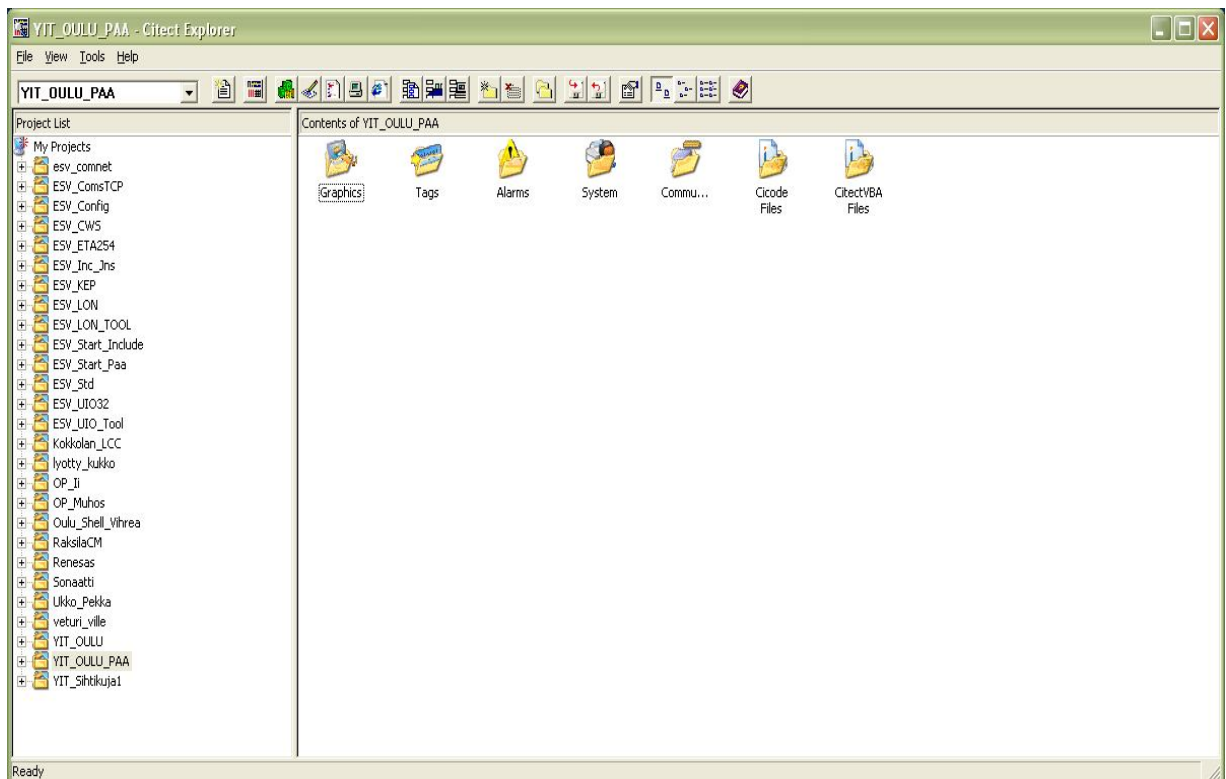 YIT_OULU_PAA - Citect Explorer
File View Tools Help
YIT_OULU_PAA
Project List
My Projects
esv_comnet
ESV_ComsTCP
ESV_Config
ESV_CW5
ESV_ETA254
ESV_Inc_Jns
ESV_KEP
ESV_LON
ESV_LON_TOOL
ESV_Start_Include
ESV_Start_Paa
ESV_Std
ESV_UIO32
ESV_UIO_Tool
Kokkolan_LCC
lyotty_kukko
OP_Ii
OP_Muhos
Oulu_Shell_Vihrea
RaksilaCM
Renesas
Sonaatti
Ukko_Pekka
veturi_ville
YIT_OULU
YIT_OULU_PAA
YIT_Sihtikuja1
Contents of YIT_OULU_PAA
Graphics
Tags
Alarms
System
Commu...
Cicode
Files
CitectVBA
Files
Ready